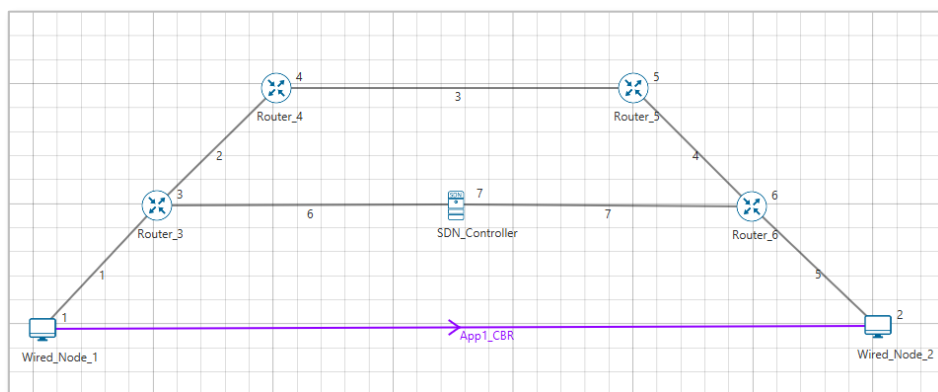 4
5
3
Router_4
Router_5
2
4
3
SDN
7
6
6
7
Router_3
SDN_Controller
Router_6
1
5
1
2
App1_CBR
Wired_Node_1
Wired_Node_2